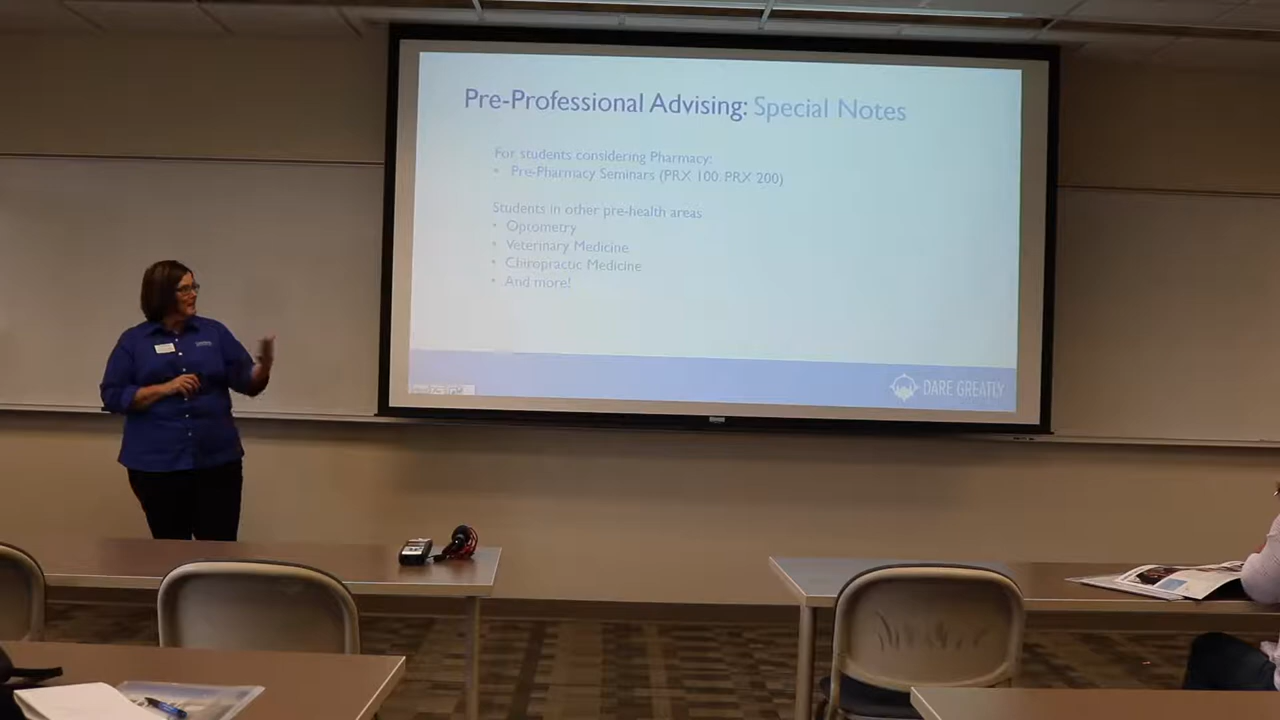 Pre-Professional Advising: Special Notes
For students considering Pharmacy:
• Pre-Pharmacy Seminars (PRX 100, PRX 200)
Students in other pre-health areas
• Optometry
• Veterinary Medicine
• Chiropractic Medicine
• And more!
DARE GREATLY